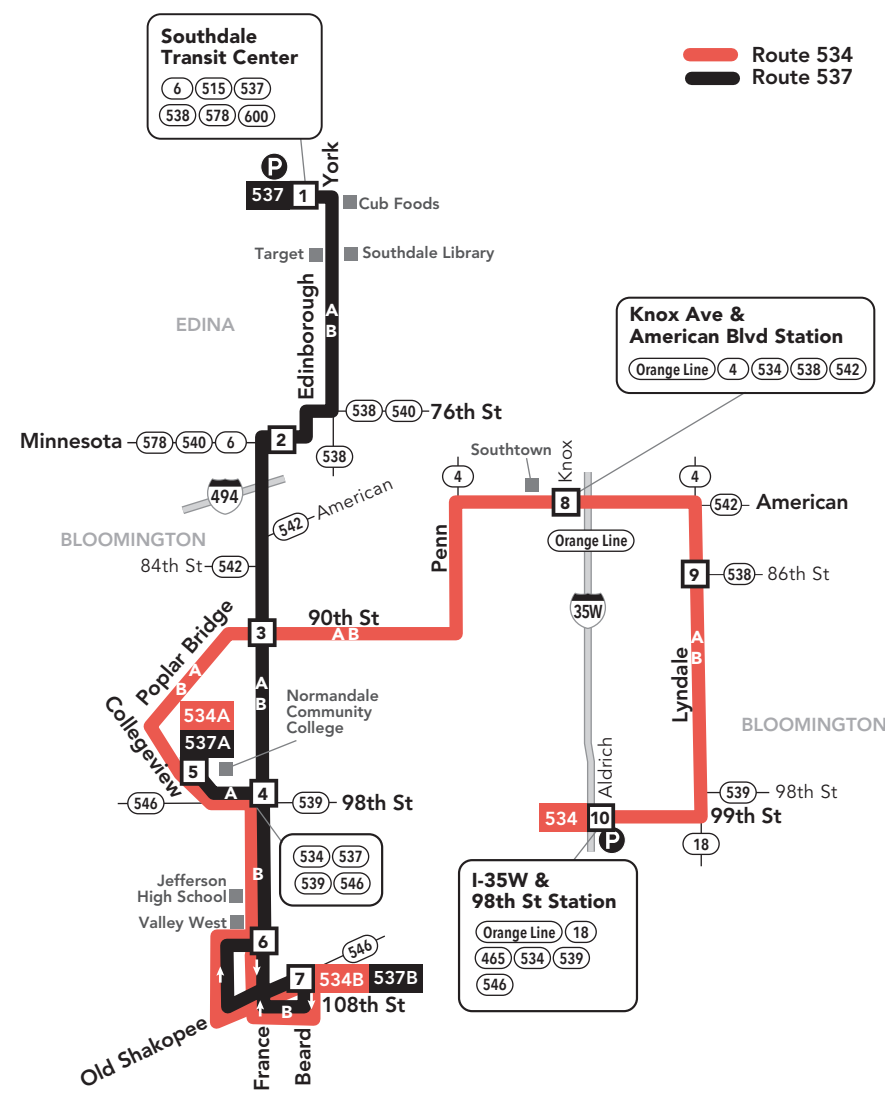 Southdale
Transit Center
6 515 537
538 578 600
Route 534
Route 537
P
York
537 1
Cub Foods
Target
Southdale Library
Edinborough
A
B
EDINA
Knox Ave &
American Blvd Station
Orange Line 4 534 538 542
538 540 76th St
Minnesota 578 540 6 2
538
Southtown
Knox
4
4
494
8
542 American
542 American
BLOOMINGTON
Penn
Orange Line
84th St 542
9 538 86th St
35W
Poplar Bridge
3
90th St
A B
A
B
A
B
A
B
Lyndale
Collegeview
534A
537A
Normandale
Community
College
BLOOMINGTON
5
A
4
546
539 98th St
Aldrich
539 98th St
534 10
99th St
P
18
534 537
539 546
B
Jefferson
High School
Valley West
I-35W &
98th St Station
Orange Line 18
465 534 539
546
6
546
7 534B 537B
B
108th St
Old Shakopee
France
Beard